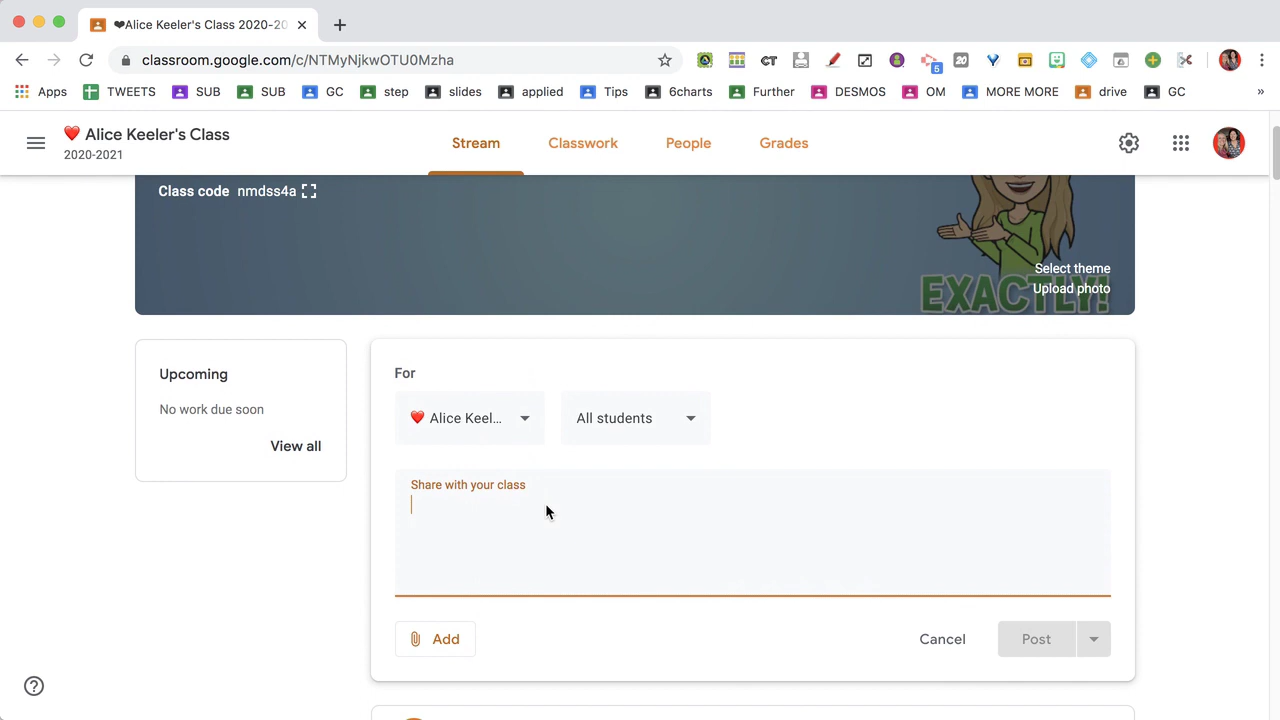 ❤Alice Keeler's Class 2020-20
classroom.google.com/c/NTMyNjkwOTU0Mzha
CT
5
20
Apps TWEETS SUB SUB GC step slides applied Tips 6charts Further DESMOS OM MORE MORE drive GC »
❤️ Alice Keeler's Class
2020-2021
Stream Classwork People Grades
Class code nmdss4a
Select theme
Upload photo
EXACTLY!
Upcoming
No work due soon
View all
For
❤️ Alice Keel... All students
Share with your class
Add Cancel Post